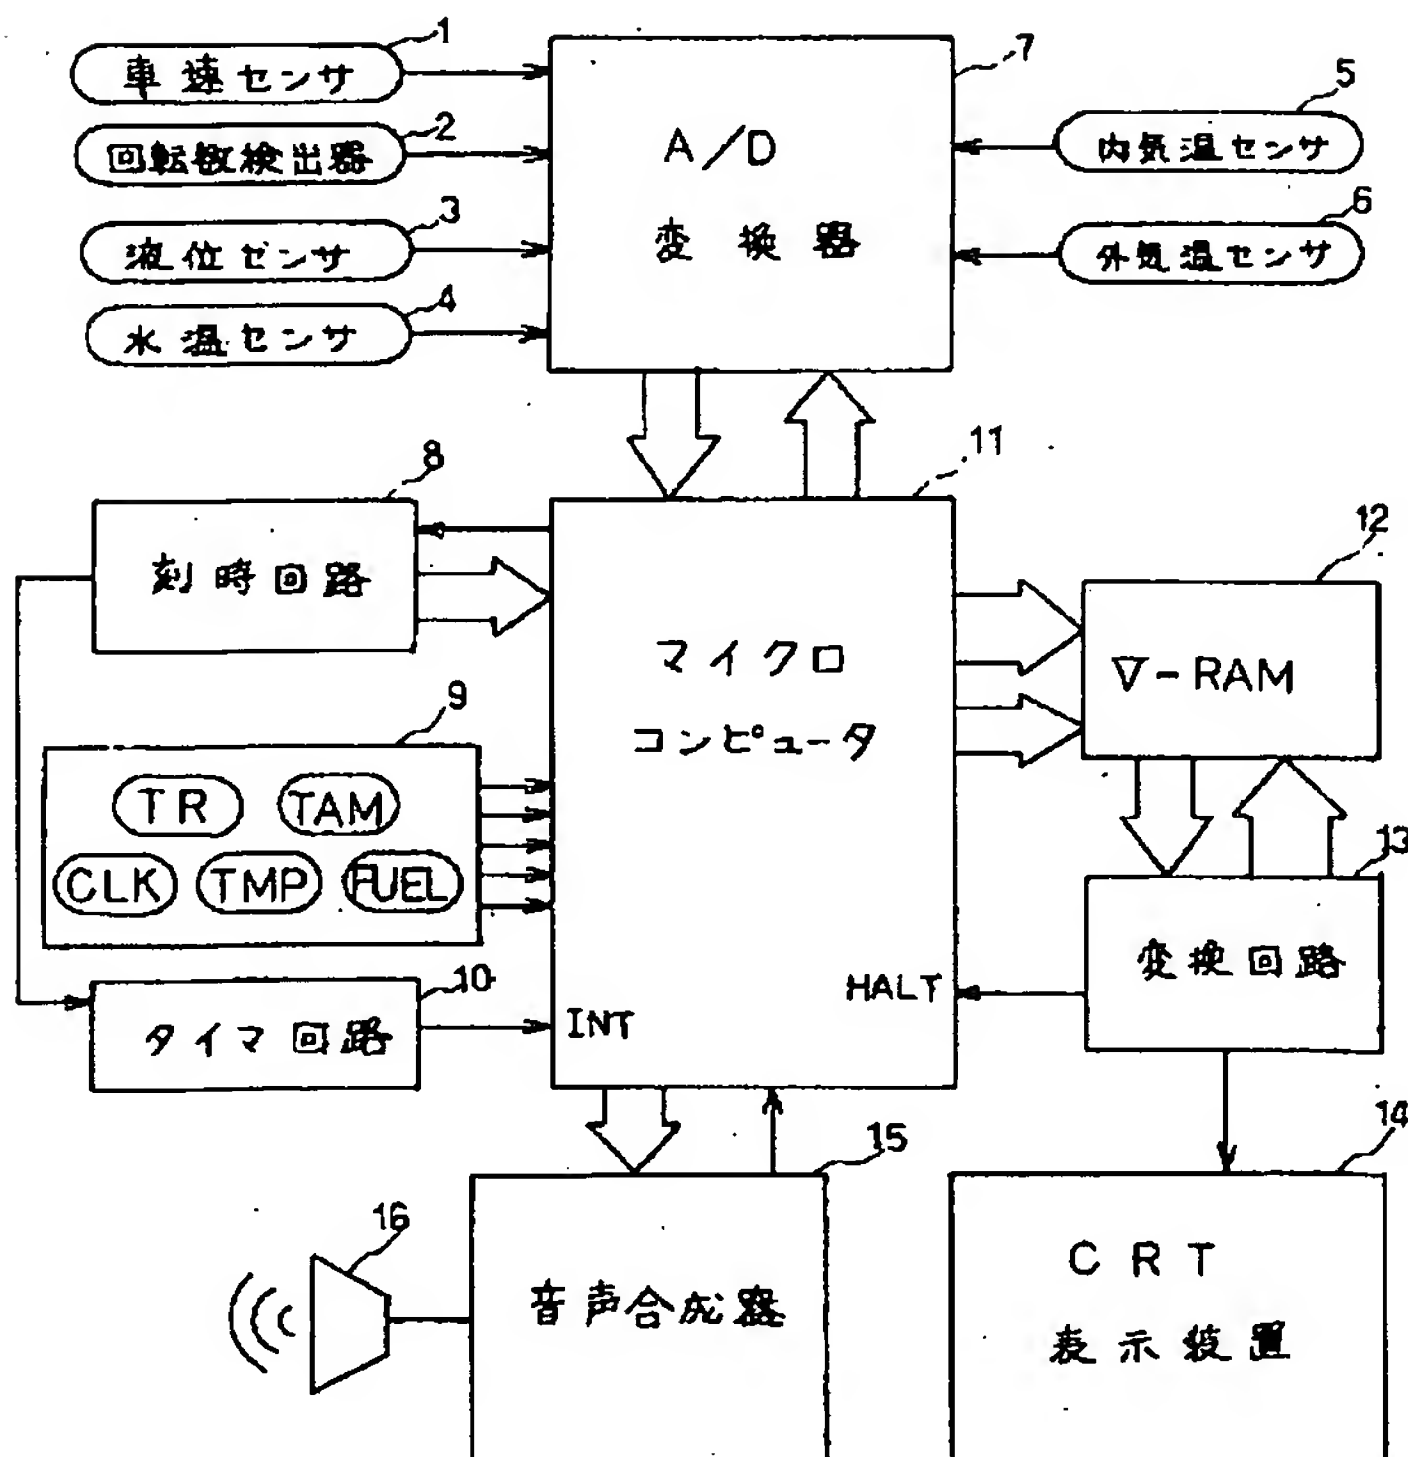 1
車速センサ
2
回転数検出器
3
液位センサ
4
水温センサ
7
A/D
変換器
5
内気温センサ
6
外気温センサ
8
刻時回路
11
マイクロ
コンピュータ
12
V-RAM
9
TR TAM
CLK TMP FUEL
13
変換回路
HALT
10
タイマ回路
INT
15
音声合成器
16
14
CRT
表示装置